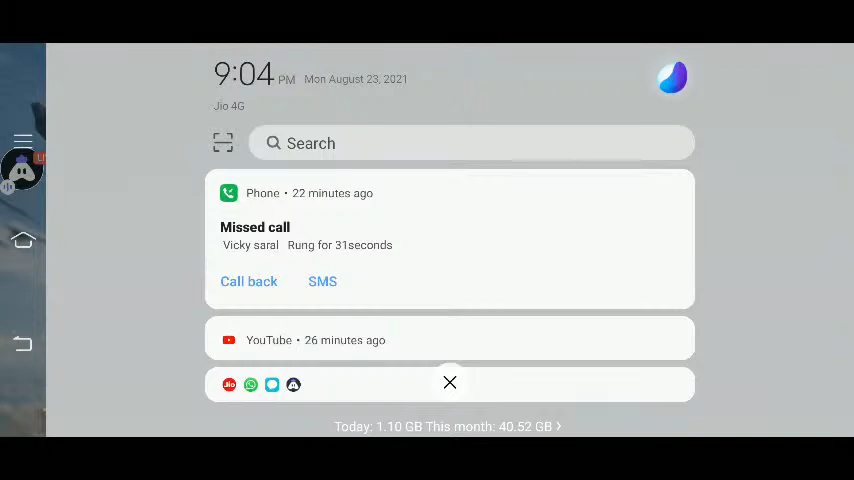 9:04 PM Mon August 23, 2021
Jio 4G
Search
Phone • 22 minutes ago
Missed call
Vicky saral Rung for 31seconds
Call back SMS
YouTube • 26 minutes ago
Jio
Today: 1.10 GB This month: 40.52 GB ›